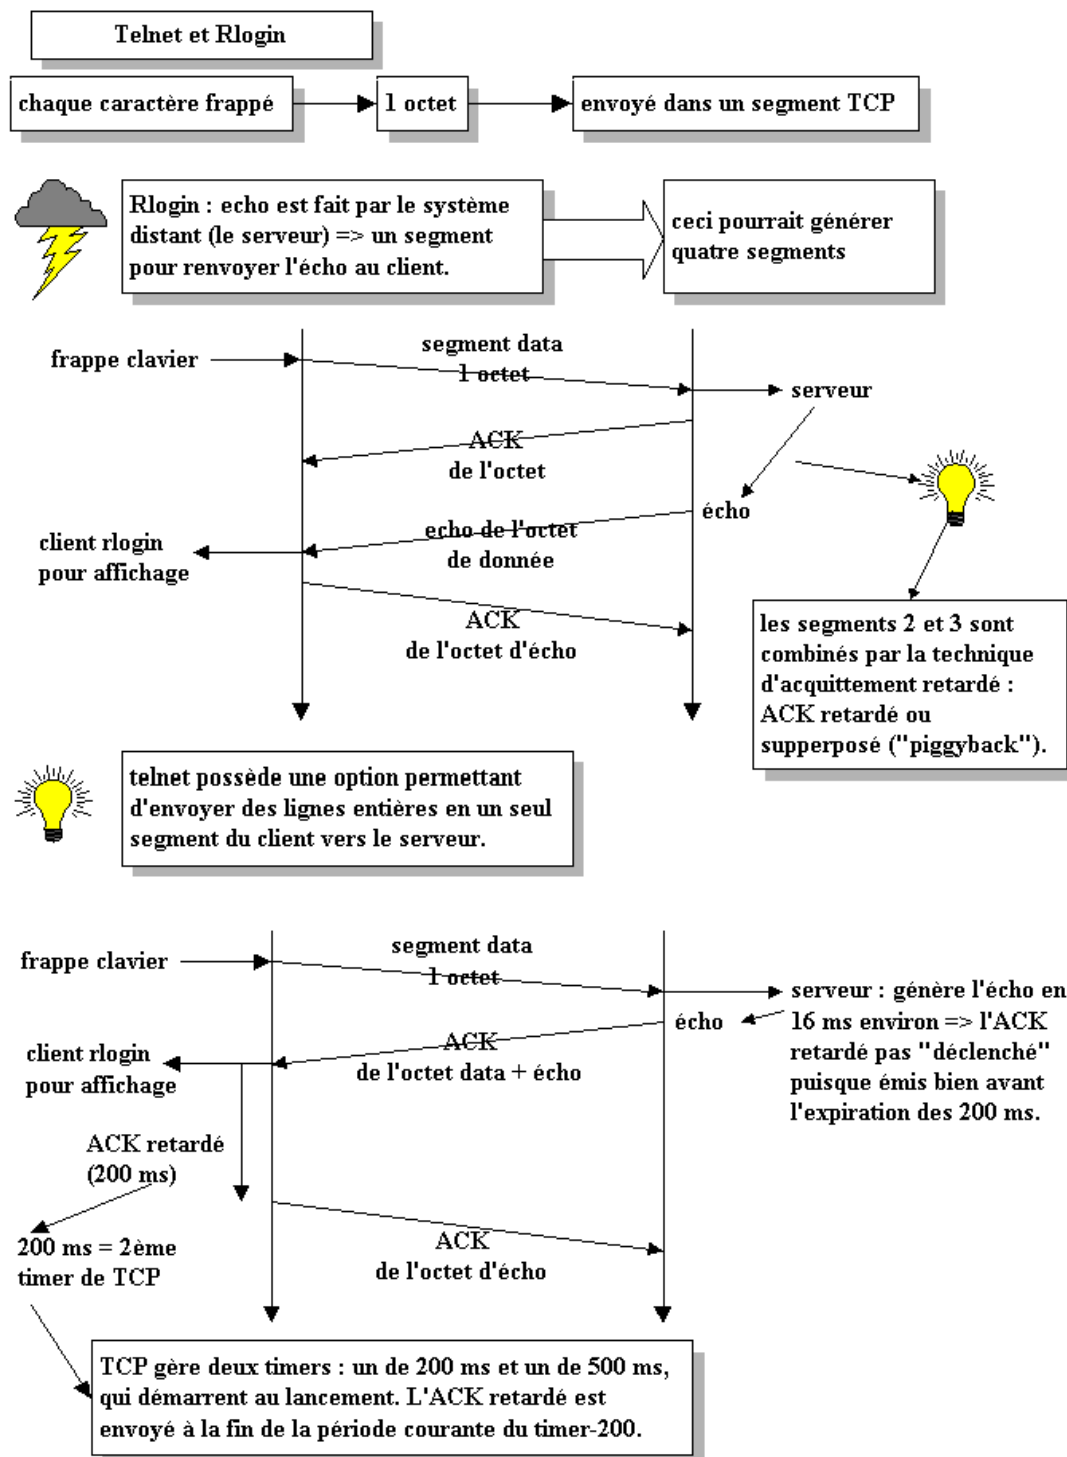 Telnet et Rlogin
chaque caractère frappé
1 octet
envoyé dans un segment TCP
Rlogin : echo est fait par le système
distant (le serveur) => un segment
pour renvoyer l'écho au client.
ceci pourrait générer
quatre segments
frappe clavier
segment data
1 octet
serveur
ACK
de l'octet
écho
echo de l'octet
de donnée
client rlogin
pour affichage
ACK
de l'octet d'écho
les segments 2 et 3 sont
combinés par la technique
d'acquittement retardé :
ACK retardé ou
supperposé ("piggyback").
telnet possède une option permettant
d'envoyer des lignes entières en un seul
segment du client vers le serveur.
frappe clavier
segment data
1 octet
serveur : génère l'écho en
16 ms environ => l'ACK
retardé pas "déclenché"
puisque émis bien avant
l'expiration des 200 ms.
écho
ACK
de l'octet data + écho
client rlogin
pour affichage
ACK retardé
(200 ms)
200 ms = 2ème
timer de TCP
ACK
de l'octet d'écho
TCP gère deux timers : un de 200 ms et un de 500 ms,
qui démarrent au lancement. L'ACK retardé est
envoyé à la fin de la période courante du timer-200.